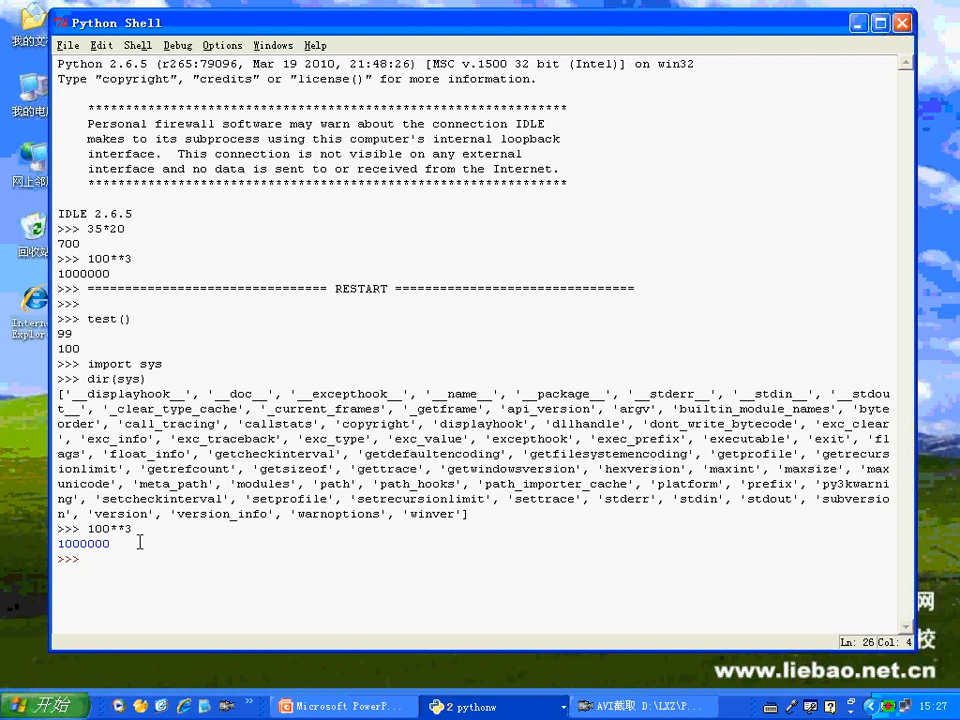 Python Shell
File Edit Shell Debug Options Windows Help
Python 2.6.5 (r265:79096, Mar 19 2010, 21:48:26) [MSC v.1500 32 bit (Intel)] on win32
Type "copyright", "credits" or "license()" for more information.
****************************************************************
Personal firewall software may warn about the connection IDLE
makes to its subprocess using this computer's internal loopback
interface.  This connection is not visible on any external
interface and no data is sent to or received from the Internet.
****************************************************************
IDLE 2.6.5
>>> 35*20
700
>>> 100**3
1000000
>>> ================================ RESTART ================================
>>>
>>> test()
99
100
>>> import sys
>>> dir(sys)
['__displayhook__', '__doc__', '__excepthook__', '__name__', '__package__', '__stderr__', '__stdin__', '__stdou
t__', '_clear_type_cache', '_current_frames', '_getframe', 'api_version', 'argv', 'builtin_module_names', 'byte
order', 'call_tracing', 'callstats', 'copyright', 'displayhook', 'dllhandle', 'dont_write_bytecode', 'exc_clear
', 'exc_info', 'exc_traceback', 'exc_type', 'exc_value', 'excepthook', 'exec_prefix', 'executable', 'exit', 'fl
ags', 'float_info', 'getcheckinterval', 'getdefaultencoding', 'getfilesystemencoding', 'getprofile', 'getrecurs
ionlimit', 'getrefcount', 'getsizeof', 'gettrace', 'getwindowsversion', 'hexversion', 'maxint', 'maxsize', 'max
unicode', 'meta_path', 'modules', 'path', 'path_hooks', 'path_importer_cache', 'platform', 'prefix', 'py3kwarni
ng', 'setcheckinterval', 'setprofile', 'setrecursionlimit', 'settrace', 'stderr', 'stdin', 'stdout', 'subversio
n', 'version', 'version_info', 'warnoptions', 'winver']
>>> 100**3
1000000
>>>
Ln: 26 Col: 4
我的文
我的电
网上邻
回收站
Intern
Explor
网
校
www.liebao.net.cn
开始
Microsoft PowerP...
2 pythonw
AVI截取 D:\LXZ\P...
15:27